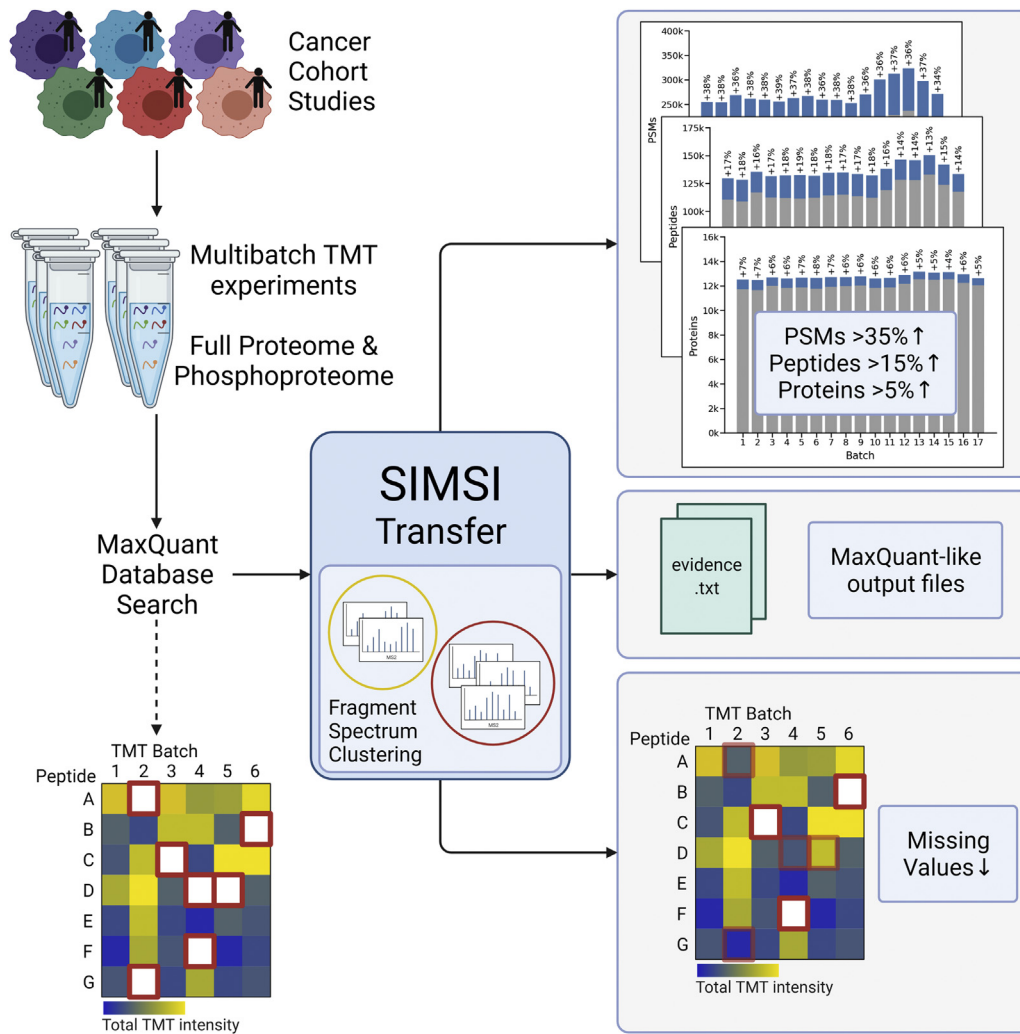 Cancer
Cohort
Studies
Multibatch TMT
experiments
Full Proteome &
Phosphoproteome
MaxQuant
Database
Search
SIMSI
Transfer
MS2
MS2
Fragment
Spectrum
Clustering
400k
350k
300k
250k
PSMs
+38%
+38%
+36%
+38%
+38%
+39%
+37%
+38%
+36%
+38%
+38%
+36%
+36%
+37%
+36%
+37%
+34%
175k
150k
125k
100k
Peptides
+17%
+18%
+16%
+17%
+18%
+19%
+18%
+18%
+17%
+17%
+18%
+16%
+14%
+14%
+13%
+15%
+14%
16k
14k
12k
10k
8k
6k
4k
2k
0k
Proteins
+7%
+7%
+6%
+6%
+7%
+8%
+7%
+6%
+6%
+6%
+6%
+6%
+5%
+5%
+4%
+6%
+5%
PSMs >35%↑
Peptides >15%↑
Proteins >5%↑
1 2 3 4 5 6 7 8 9 10 11 12 13 14 15 16 17
Batch
evidence
.txt
MaxQuant-like
output files
TMT Batch
Peptide 1 2 3 4 5 6
A
B
C
D
E
F
G
Total TMT intensity
TMT Batch
1 2 3 4 5 6
Peptide
A
B
C
D
E
F
G
Total TMT intensity
Missing
Values↓